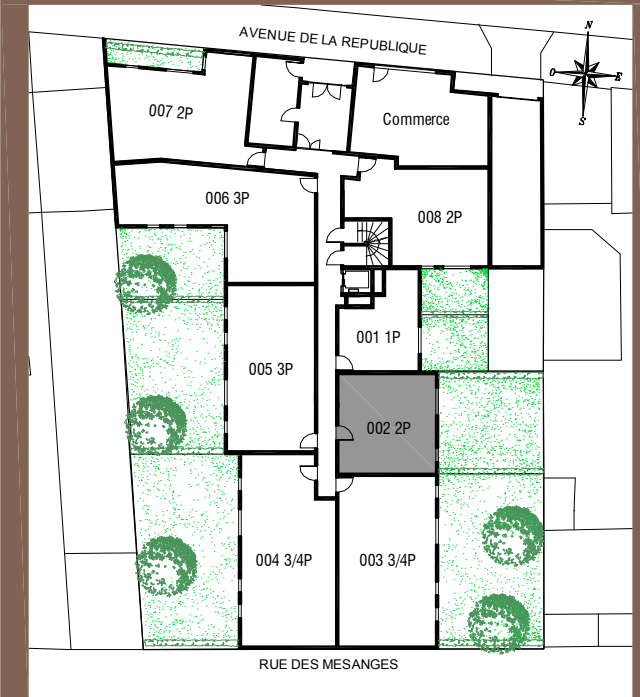 AVENUE DE LA REPUBLIQUE
N
O
E
S
007 2P
Commerce
006 3P
008 2P
001 1P
005 3P
002 2P
004 3/4P
003 3/4P
RUE DES MESANGES